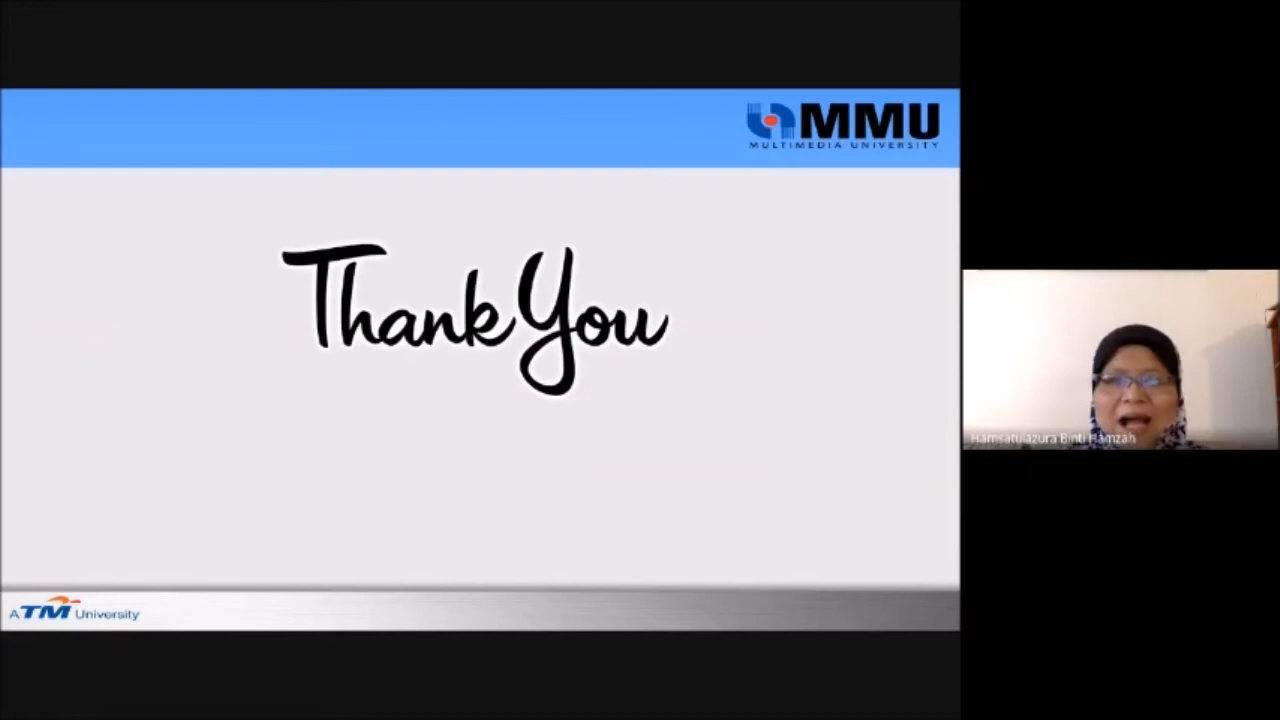 MMU
MULTIMEDIA UNIVERSITY
Thank You
Hamsatulazura Binti Hamzah
A TM University